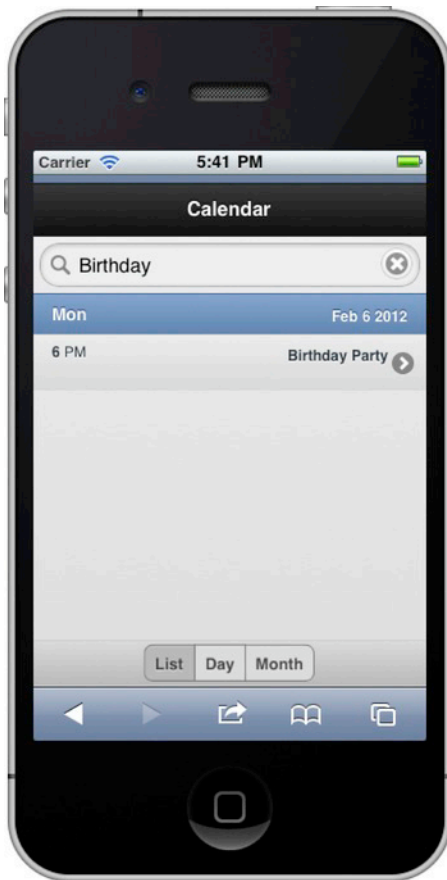 Carrier 5:41 PM
Calendar
Birthday
Mon Feb 6 2012
6 PM Birthday Party
List Day Month